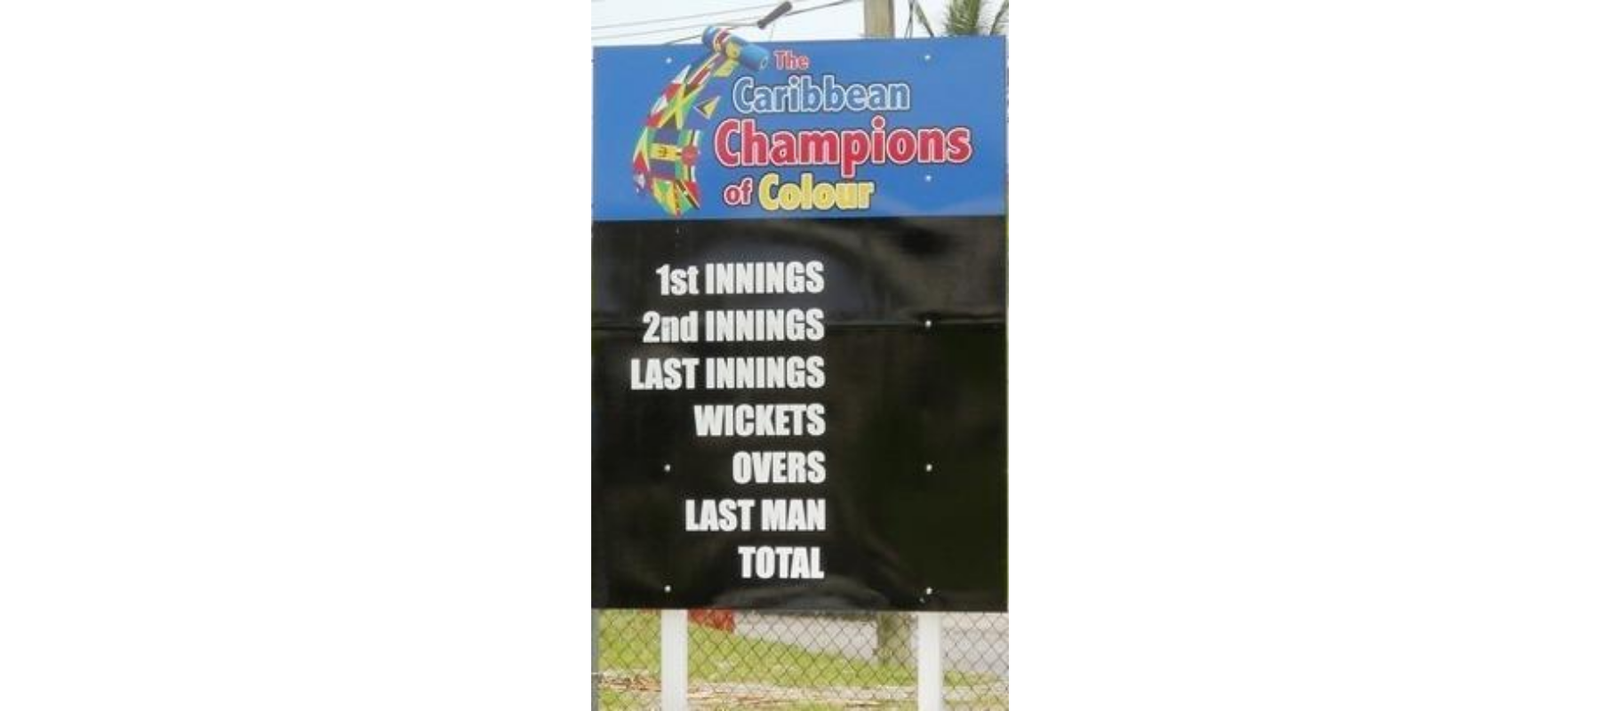 The
Caribbean
Champions
of Colour
1st INNINGS
2nd INNINGS
LAST INNINGS
WICKETS
OVERS
LAST MAN
TOTAL